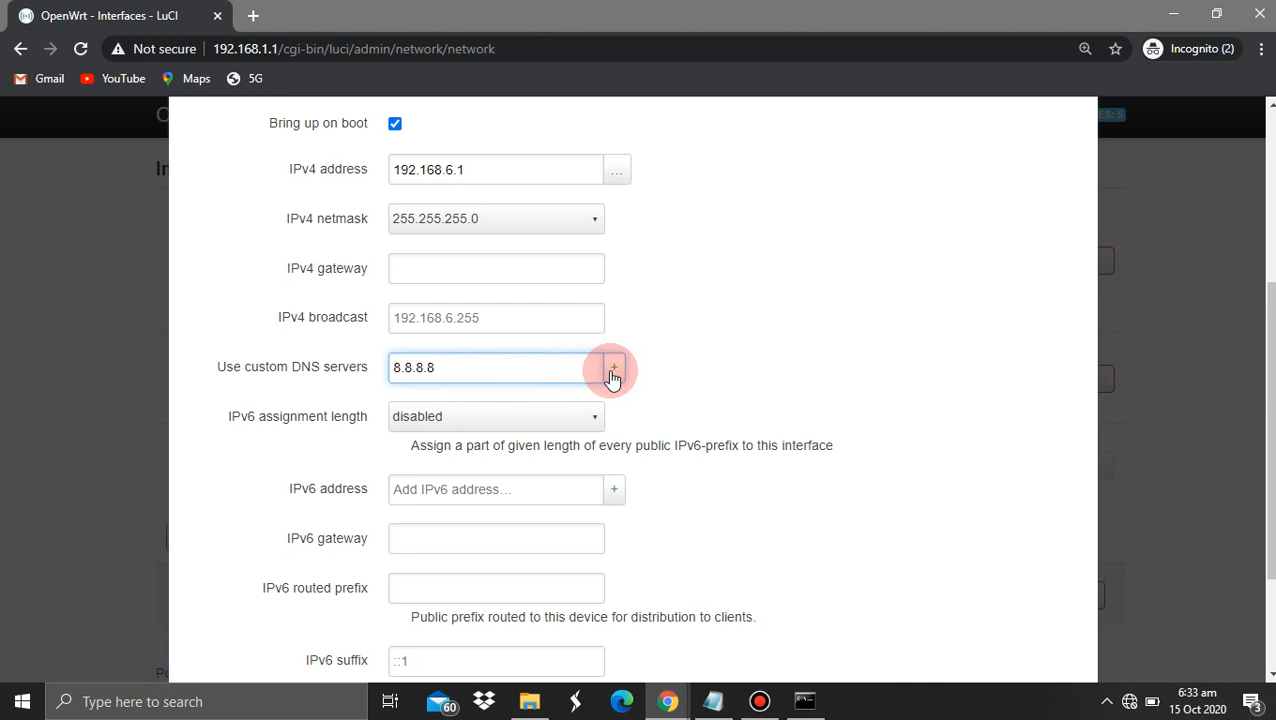 OpenWrt - Interfaces - LuCI
Not secure
192.168.1.1/cgi-bin/luci/admin/network/network
Incognito (2)
Gmail
YouTube
Maps
5G
Bring up on boot
IPv4 address
192.168.6.1
...
IPv4 netmask
255.255.255.0
IPv4 gateway
IPv4 broadcast
192.168.6.255
Use custom DNS servers
8.8.8.8
+
IPv6 assignment length
disabled
Assign a part of given length of every public IPv6-prefix to this interface
IPv6 address
Add IPv6 address…
+
IPv6 gateway
IPv6 routed prefix
Public prefix routed to this device for distribution to clients.
IPv6 suffix
::1
Type here to search
60
6:33 am
15 Oct 2020
3